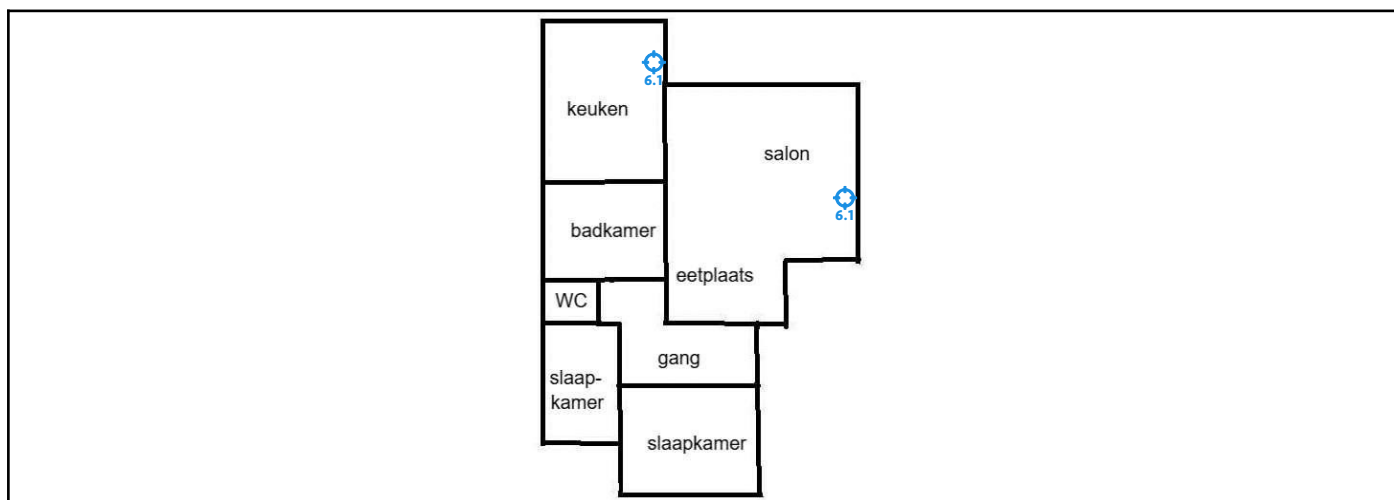 6.1
keuken
salon
6.1
badkamer
eetplaats
WC
gang
slaap-
kamer
slaapkamer